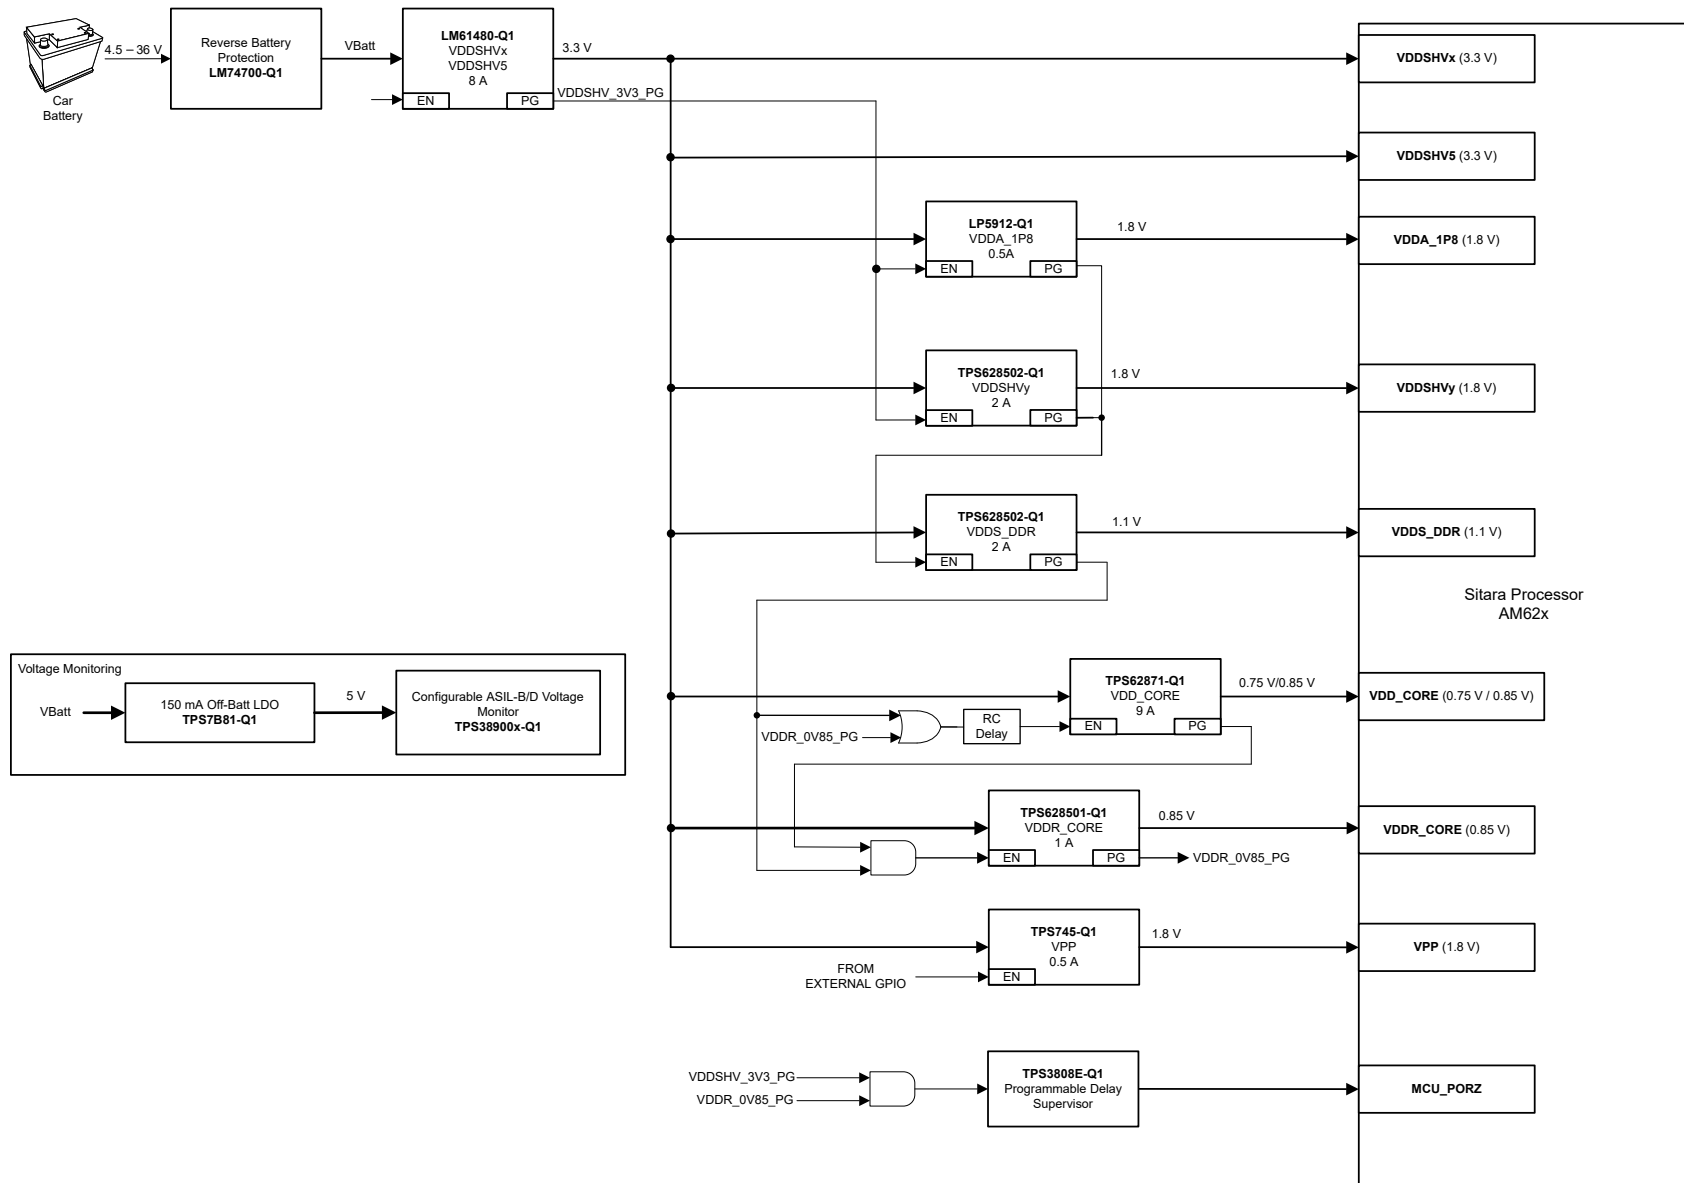 4.5 – 36 V
Car
Battery
Reverse Battery
Protection
LM74700-Q1
VBatt
LM61480-Q1
VDDSHVx
VDDSHV5
8 A
EN
PG
3.3 V
VDDSHV_3V3_PG
VDDSHVx (3.3 V)
VDDSHV5 (3.3 V)
LP5912-Q1
VDDA_1P8
0.5A
EN
PG
1.8 V
VDDA_1P8 (1.8 V)
TPS628502-Q1
VDDSHVy
2 A
EN
PG
1.8 V
VDDSHVy (1.8 V)
TPS628502-Q1
VDDS_DDR
2 A
EN
PG
1.1 V
VDDS_DDR (1.1 V)
Sitara Processor
AM62x
Voltage Monitoring
VBatt
150 mA Off-Batt LDO
TPS7B81-Q1
5 V
Configurable ASIL-B/D Voltage
Monitor
TPS38900x-Q1
VDDR_0V85_PG
RC
Delay
TPS62871-Q1
VDD_CORE
9 A
EN
PG
0.75 V/0.85 V
VDD_CORE (0.75 V / 0.85 V)
TPS628501-Q1
VDDR_CORE
1 A
EN
PG
0.85 V
VDDR_0V85_PG
VDDR_CORE (0.85 V)
FROM
EXTERNAL GPIO
TPS745-Q1
VPP
0.5 A
EN
1.8 V
VPP (1.8 V)
VDDSHV_3V3_PG
VDDR_0V85_PG
TPS3808E-Q1
Programmable Delay
Supervisor
MCU_PORZ